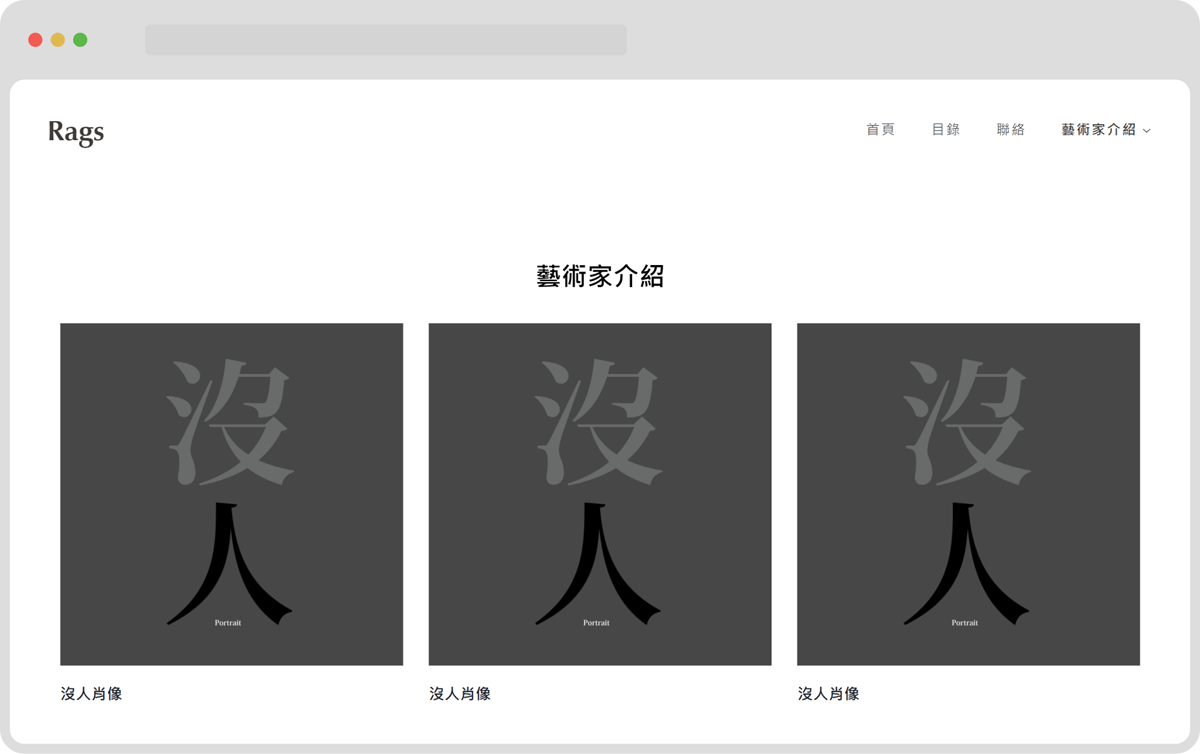 Rags
首頁 目錄 聯絡 藝術家介紹
藝術家介紹
沒 沒 沒
人 人 人
Portrait Portrait Portrait
沒人肖像 沒人肖像 沒人肖像